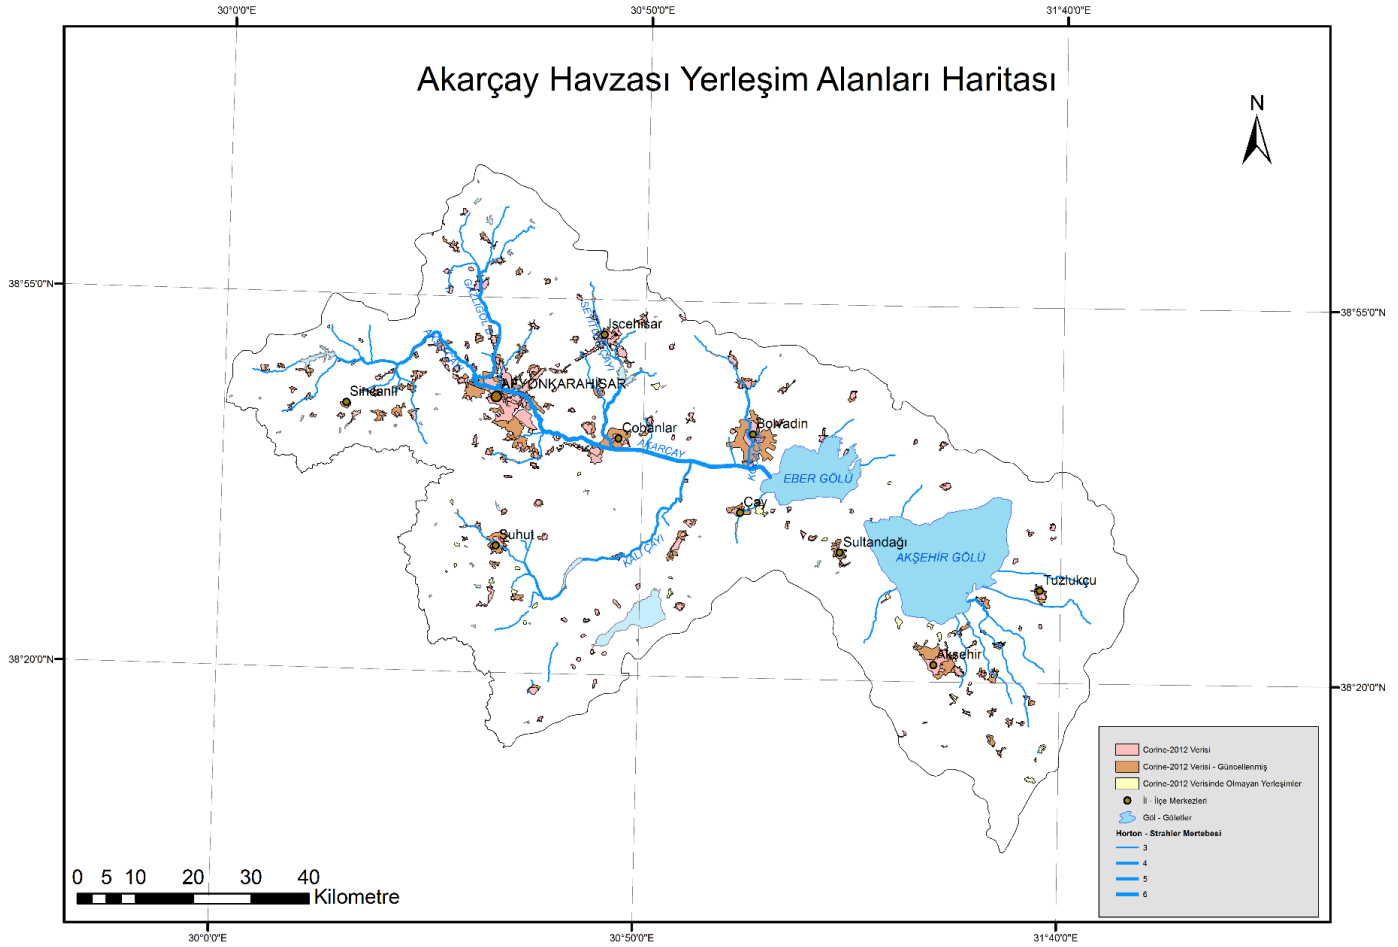 30°0'0"E
30°50'0"E
31°40'0"E
Akarçay Havzası Yerleşim Alanları Haritası
N
38°55'0"N
38°55'0"N
GAZLIGÖL D.
İscehisar
AFYONKARAHİSAR
Sincanlı
Çobanlar
Bolvadin
AKARÇAY
EBER GÖLÜ
Çay
Şuhut
Sultandağı
KALI ÇAYI
AKŞEHİR GÖLÜ
Tuzlukçu
Akşehir
38°20'0"N
38°20'0"N
Corine-2012 Verisi
Corine-2012 Verisi - Güncellenmiş
Corine-2012 Verisinde Olmayan Yerleşimler
İl - İlçe Merkezleri
Göl - Göletler
Horton - Strahler Mertebesi
3
4
5
6
0 5 10 20 30 40
Kilometre
30°0'0"E
30°50'0"E
31°40'0"E